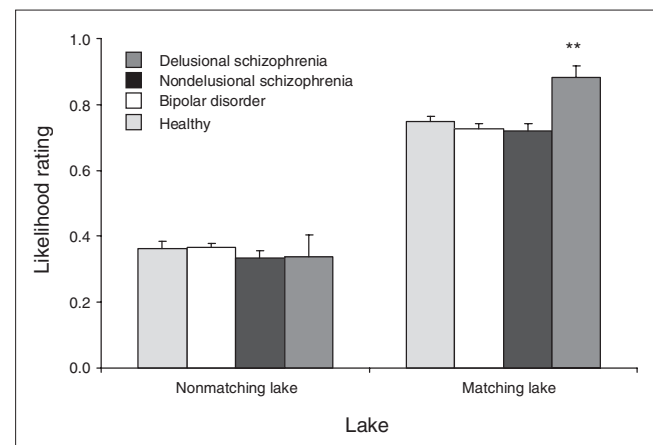 1.0
0.8
0.6
0.4
0.2
0.0
Likelihood rating
Delusional schizophrenia
Nondelusional schizophrenia
Bipolar disorder
Healthy
**
Nonmatching lake
Matching lake
Lake